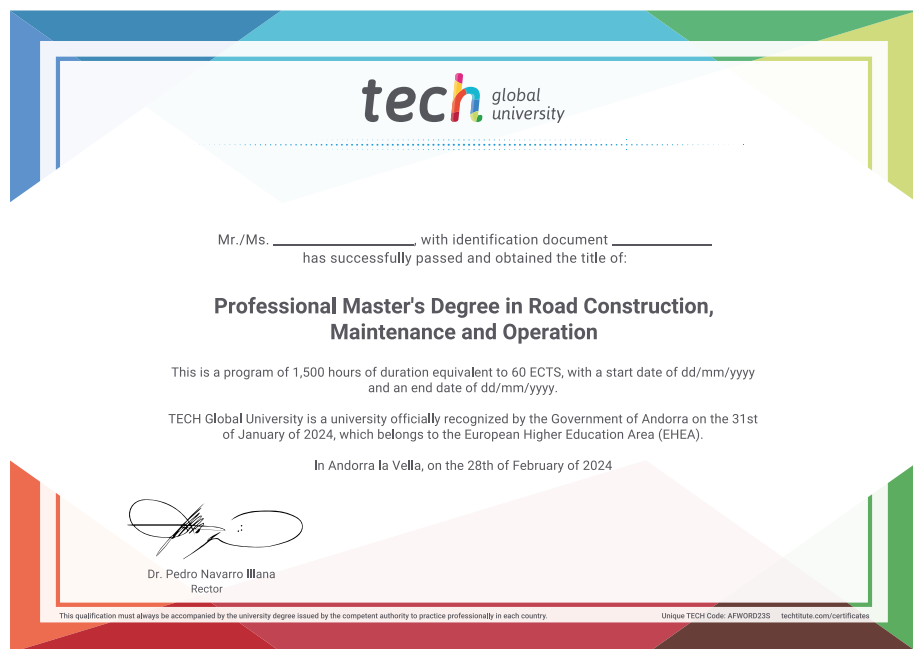 tech global university
Mr./Ms. ____________________, with identification document ______________
has successfully passed and obtained the title of:
Professional Master's Degree in Road Construction,
Maintenance and Operation
This is a program of 1,500 hours of duration equivalent to 60 ECTS, with a start date of dd/mm/yyyy
and an end date of dd/mm/yyyy.
TECH Global University is a university officially recognized by the Government of Andorra on the 31st
of January of 2024, which belongs to the European Higher Education Area (EHEA).
In Andorra la Vella, on the 28th of February of 2024
Dr. Pedro Navarro Illana
Rector
This qualification must always be accompanied by the university degree issued by the competent authority to practice professionally in each country.
Unique TECH Code: AFWORD23S techtitute.com/certificates